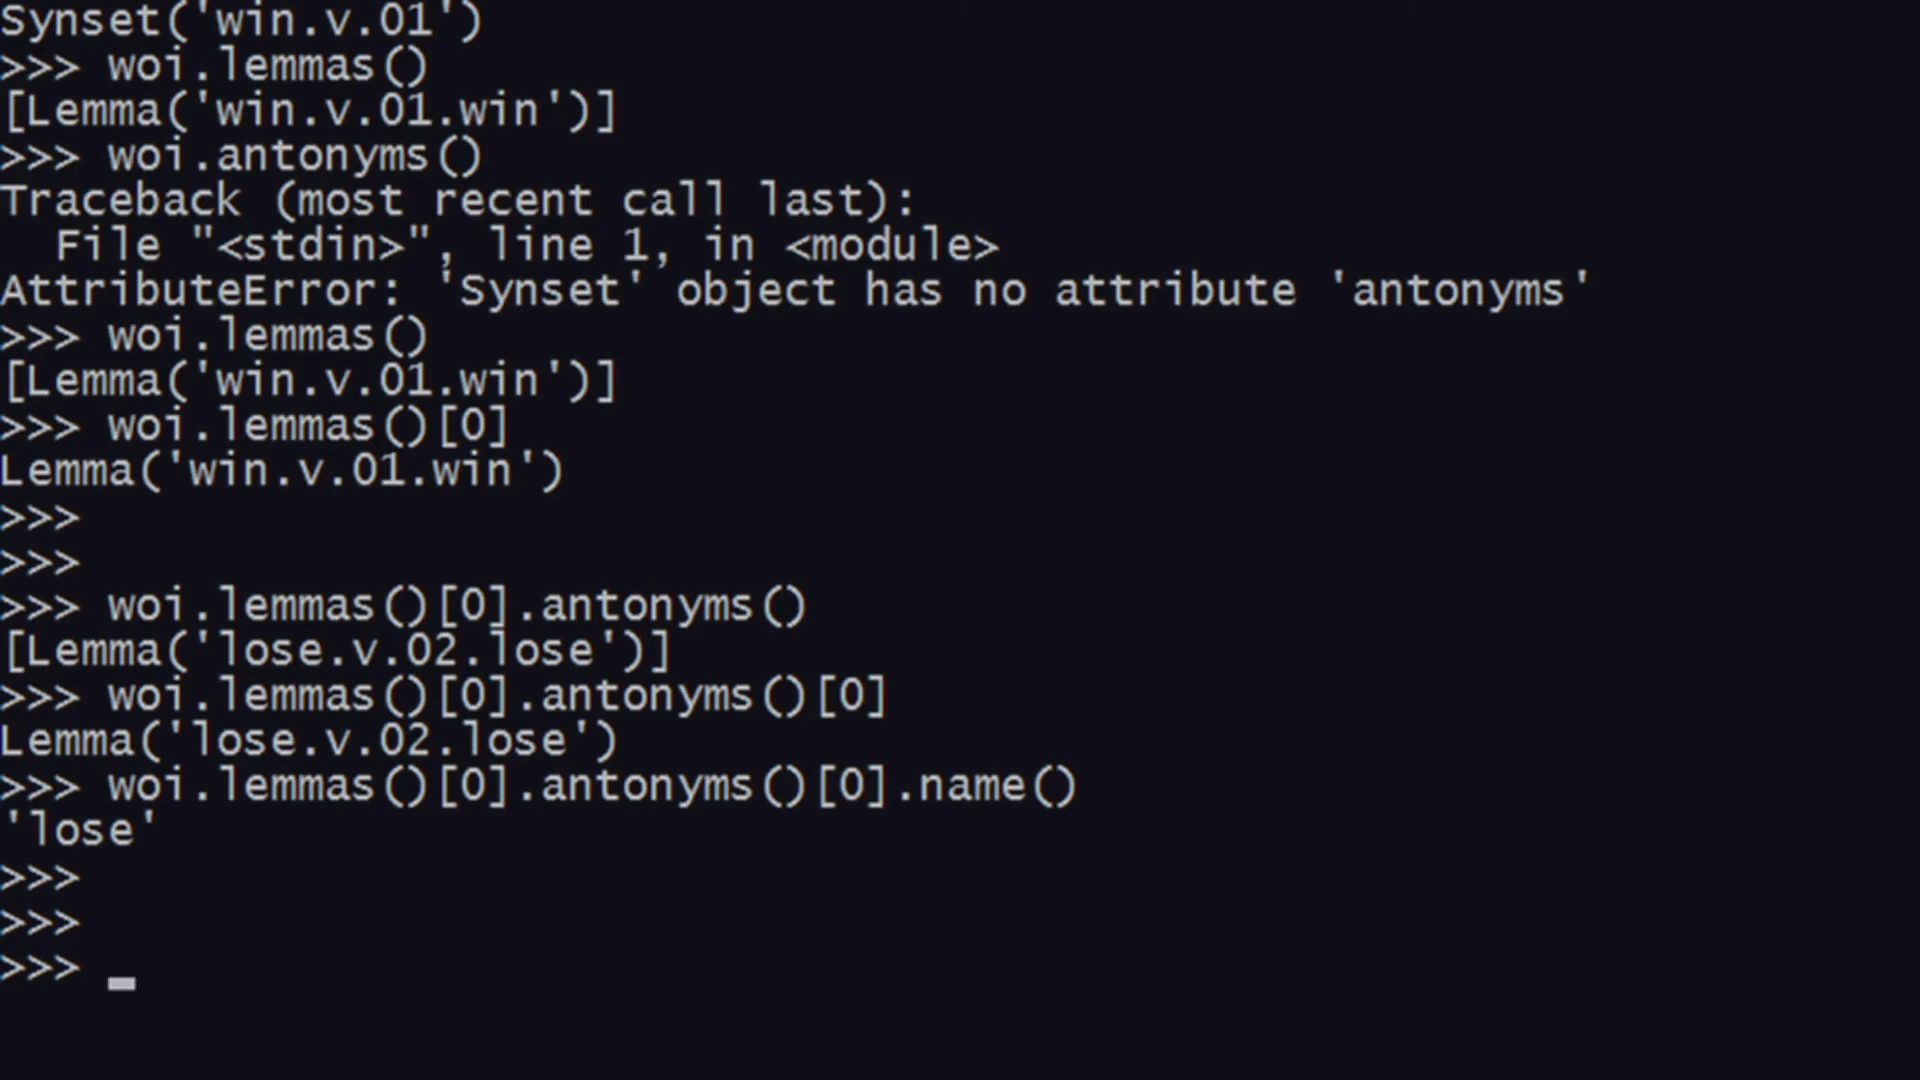 Synset('win.v.01')
>>> woi.lemmas()
[Lemma('win.v.01.win')]
>>> woi.antonyms()
Traceback (most recent call last):
  File "<stdin>", line 1, in <module>
AttributeError: 'Synset' object has no attribute 'antonyms'
>>> woi.lemmas()
[Lemma('win.v.01.win')]
>>> woi.lemmas()[0]
Lemma('win.v.01.win')
>>>
>>>
>>> woi.lemmas()[0].antonyms()
[Lemma('lose.v.02.lose')]
>>> woi.lemmas()[0].antonyms()[0]
Lemma('lose.v.02.lose')
>>> woi.lemmas()[0].antonyms()[0].name()
'lose'
>>>
>>>
>>> _